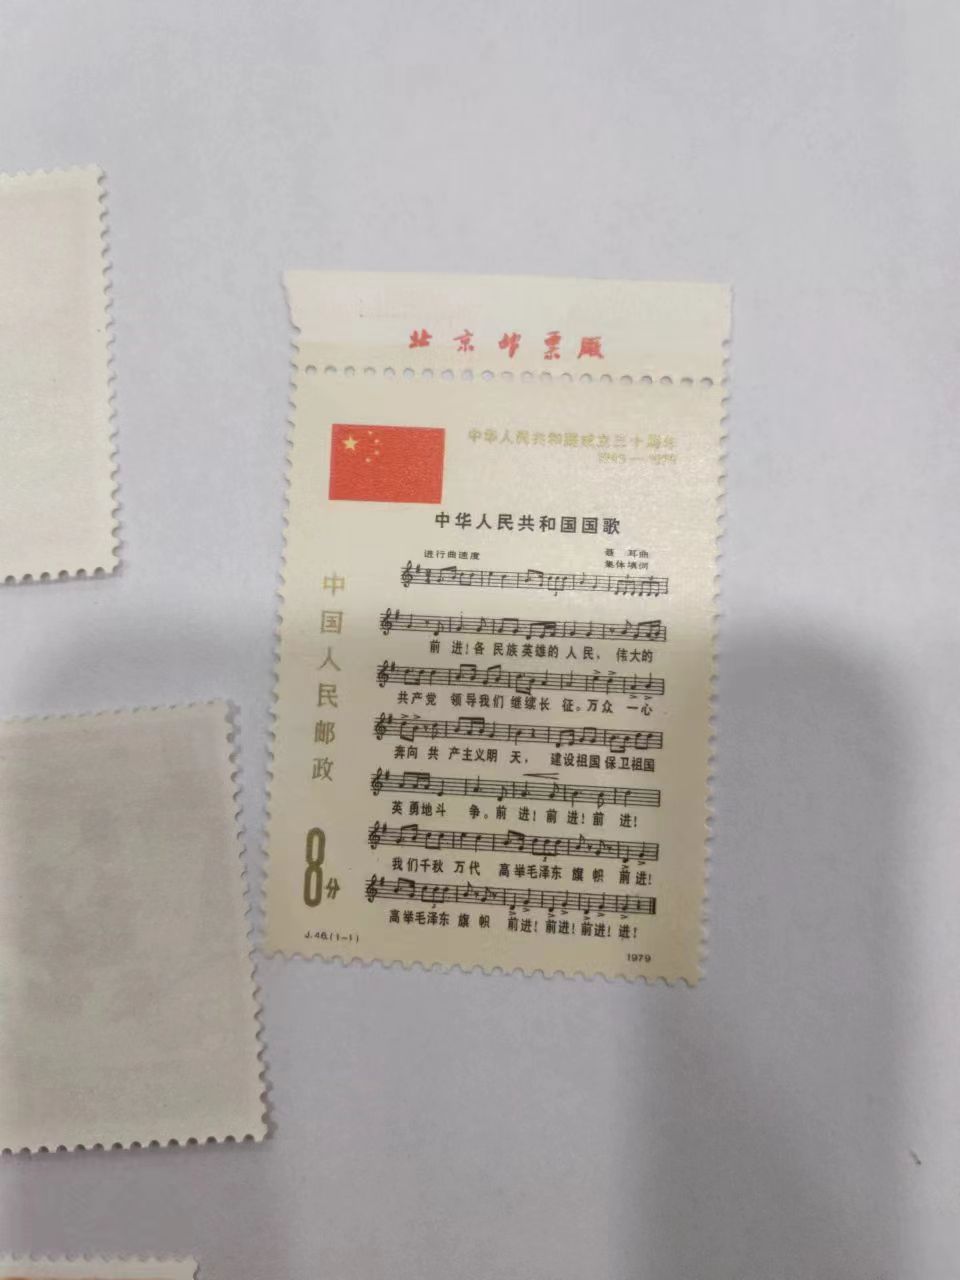 北京邮票厂
中华人民共和国成立三十周年
1949—1979
中华人民共和国国歌
进行曲速度
聂耳曲
集体填词
中国人民邮政
前进!各民族英雄的人民,伟大的
共产党领导我们继续长征。万众一心
奔向共产主义明天,建设祖国保卫祖国
英勇地斗争。前进!前进!前进!
我们千秋万代高举毛泽东旗帜前进!
高举毛泽东旗帜前进!前进!前进!进!
8分
J.46.(1-1)
1979